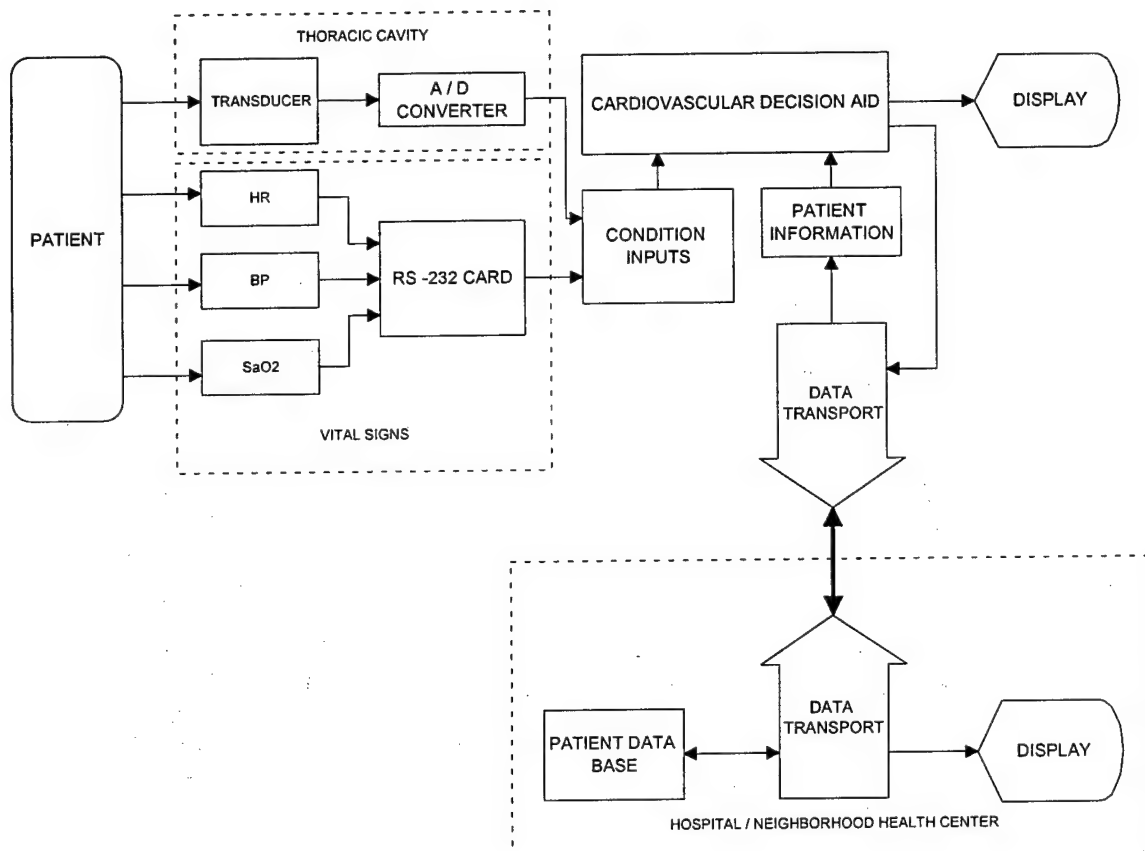 THORACIC CAVITY
TRANSDUCER
A / D
CONVERTER
CARDIOVASCULAR DECISION AID
DISPLAY
PATIENT
HR
BP
SaO2
RS -232 CARD
VITAL SIGNS
CONDITION
INPUTS
PATIENT
INFORMATION
DATA
TRANSPORT
DATA
TRANSPORT
PATIENT DATA
BASE
DISPLAY
HOSPITAL / NEIGHBORHOOD HEALTH CENTER